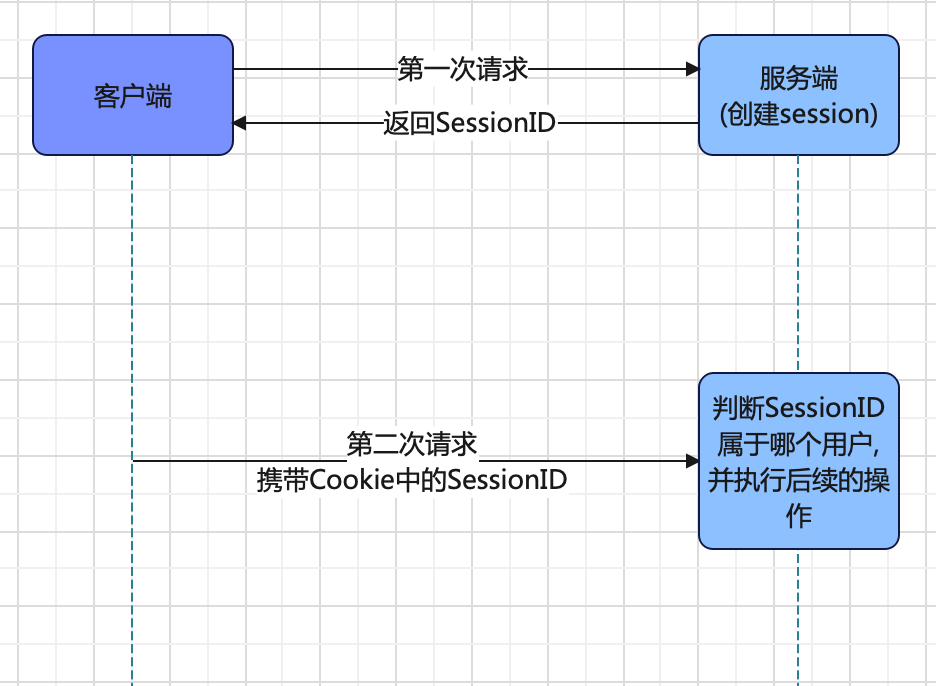 客户端
第一次请求
服务端
(创建session)
返回SessionID
第二次请求
携带Cookie中的SessionID
判断SessionID
属于哪个用户,
并执行后续的操
作